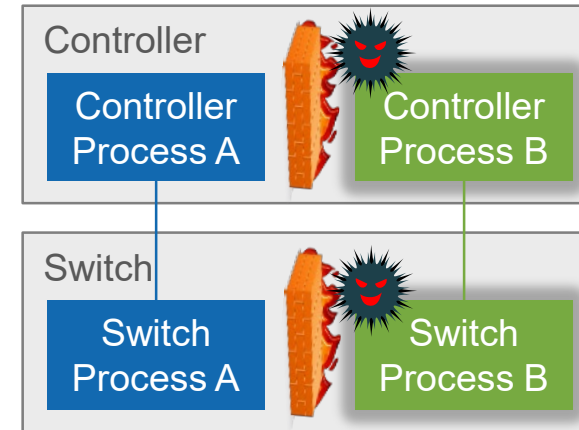 Controller
Controller
Process A
Controller
Process B
Switch
Switch
Process A
Switch
Process B